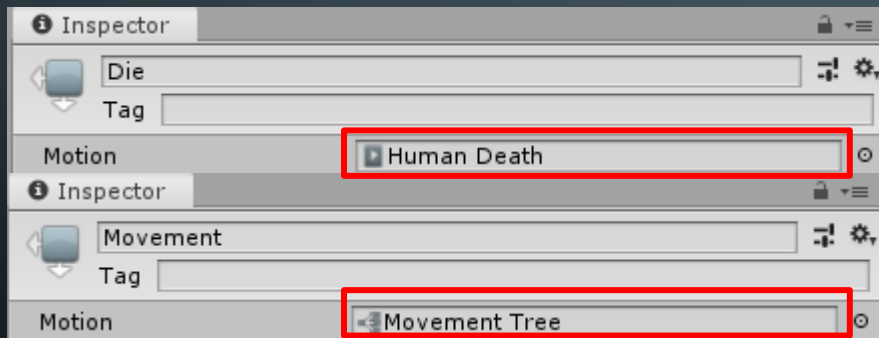 Inspector
Die
Tag
Motion Human Death
Inspector
Movement
Tag
Motion Movement Tree